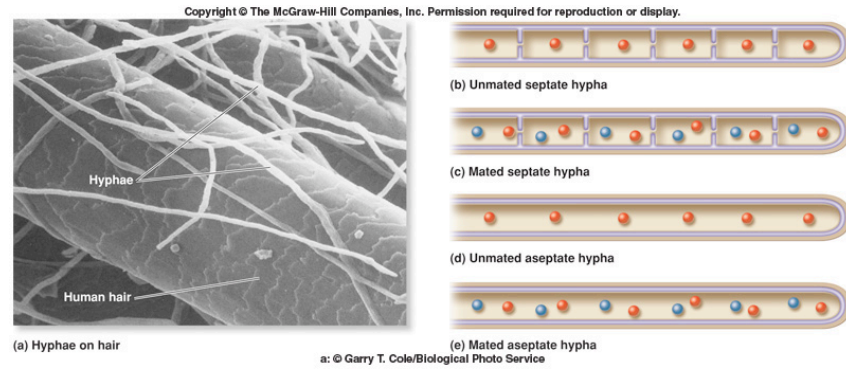 Copyright © The McGraw-Hill Companies, Inc. Permission required for reproduction or display.
Hyphae
Human hair
(a) Hyphae on hair
(b) Unmated septate hypha
(c) Mated septate hypha
(d) Unmated aseptate hypha
(e) Mated aseptate hypha
a: © Garry T. Cole/Biological Photo Service